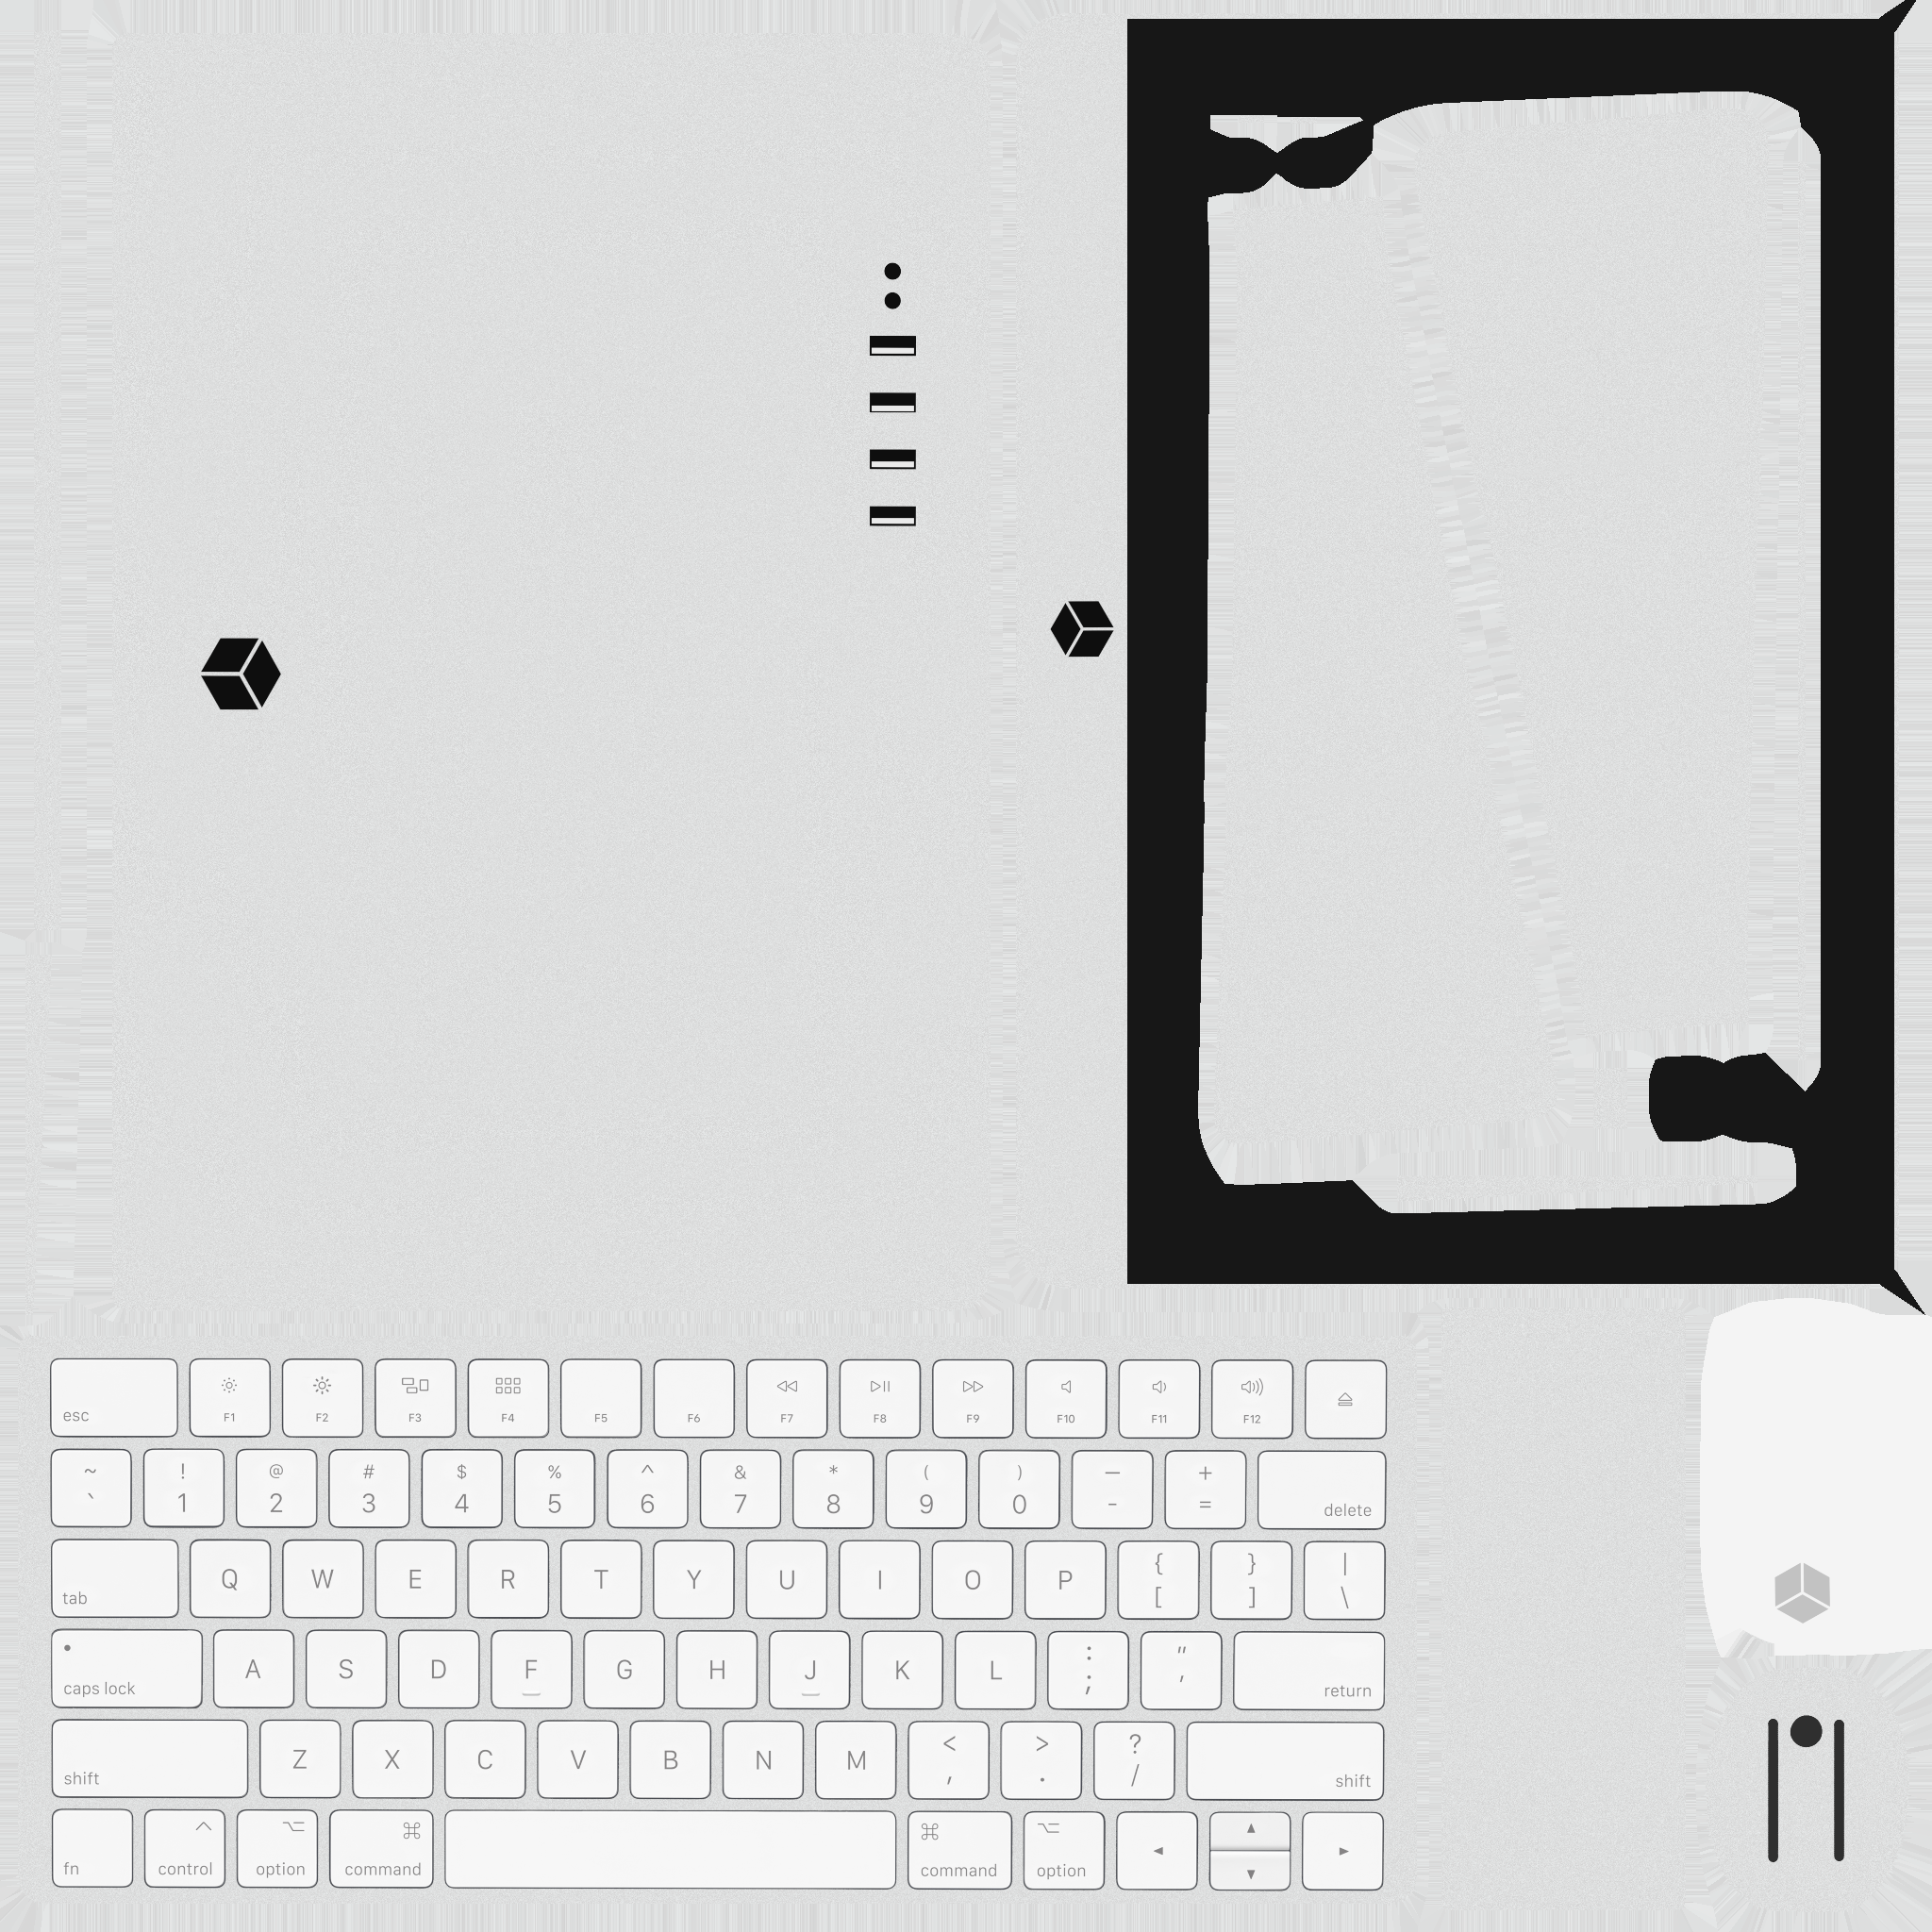 esc F1 F2 F3 F4 F5 F6 F7 F8 F9 F10 F11 F12
~ ! @ # $ % ^ & * ( ) — +
` 1 2 3 4 5 6 7 8 9 0 - = delete
tab Q W E R T Y U I O P { [ } ] | \
caps lock A S D F G H J K L : ; " ' return
shift Z X C V B N M < , > . ? / shift
fn control option ⌘ command ⌘ command option ◄ ▲ ▼ ►